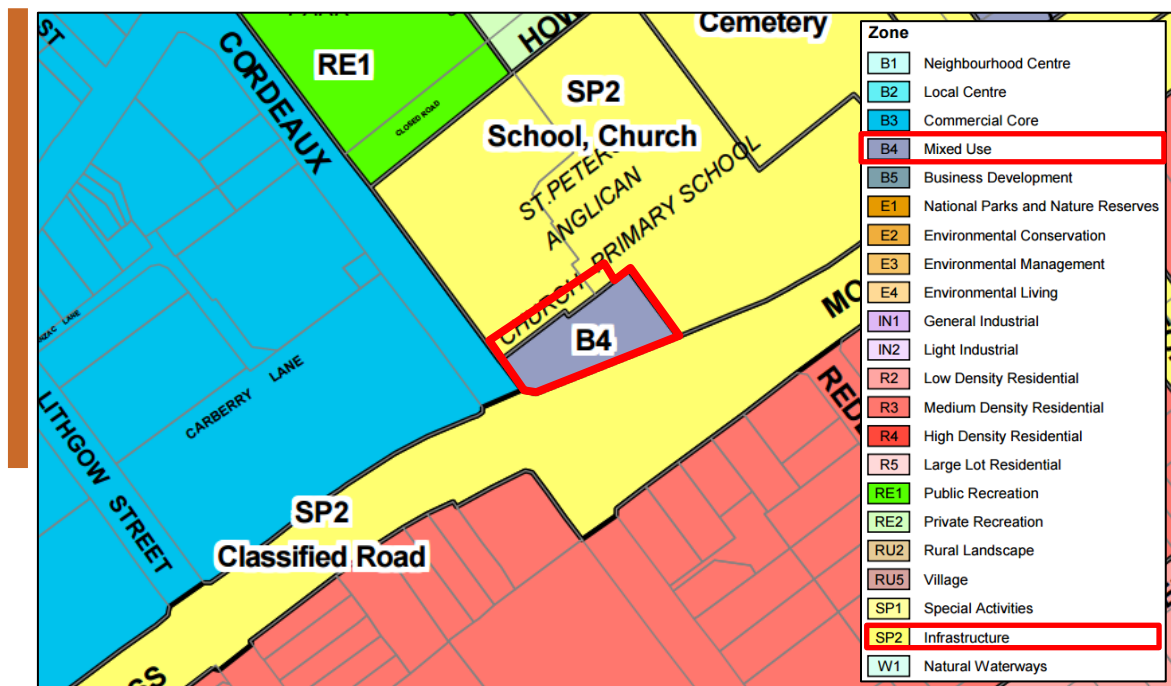 PARK
ST
CORDEAUX
RE1
CLOSED ROAD
HOW
Cemetery
SP2
School, Church
ST.PETERS
ANGLICAN
CHURCH PRIMARY SCHOOL
B4
MO
RED
LANE
CARBERRY LANE
LITHGOW STREET
SP2
Classified Road
SS
Zone
B1 Neighbourhood Centre
B2 Local Centre
B3 Commercial Core
B4 Mixed Use
B5 Business Development
E1 National Parks and Nature Reserves
E2 Environmental Conservation
E3 Environmental Management
E4 Environmental Living
IN1 General Industrial
IN2 Light Industrial
R2 Low Density Residential
R3 Medium Density Residential
R4 High Density Residential
R5 Large Lot Residential
RE1 Public Recreation
RE2 Private Recreation
RU2 Rural Landscape
RU5 Village
SP1 Special Activities
SP2 Infrastructure
W1 Natural Waterways